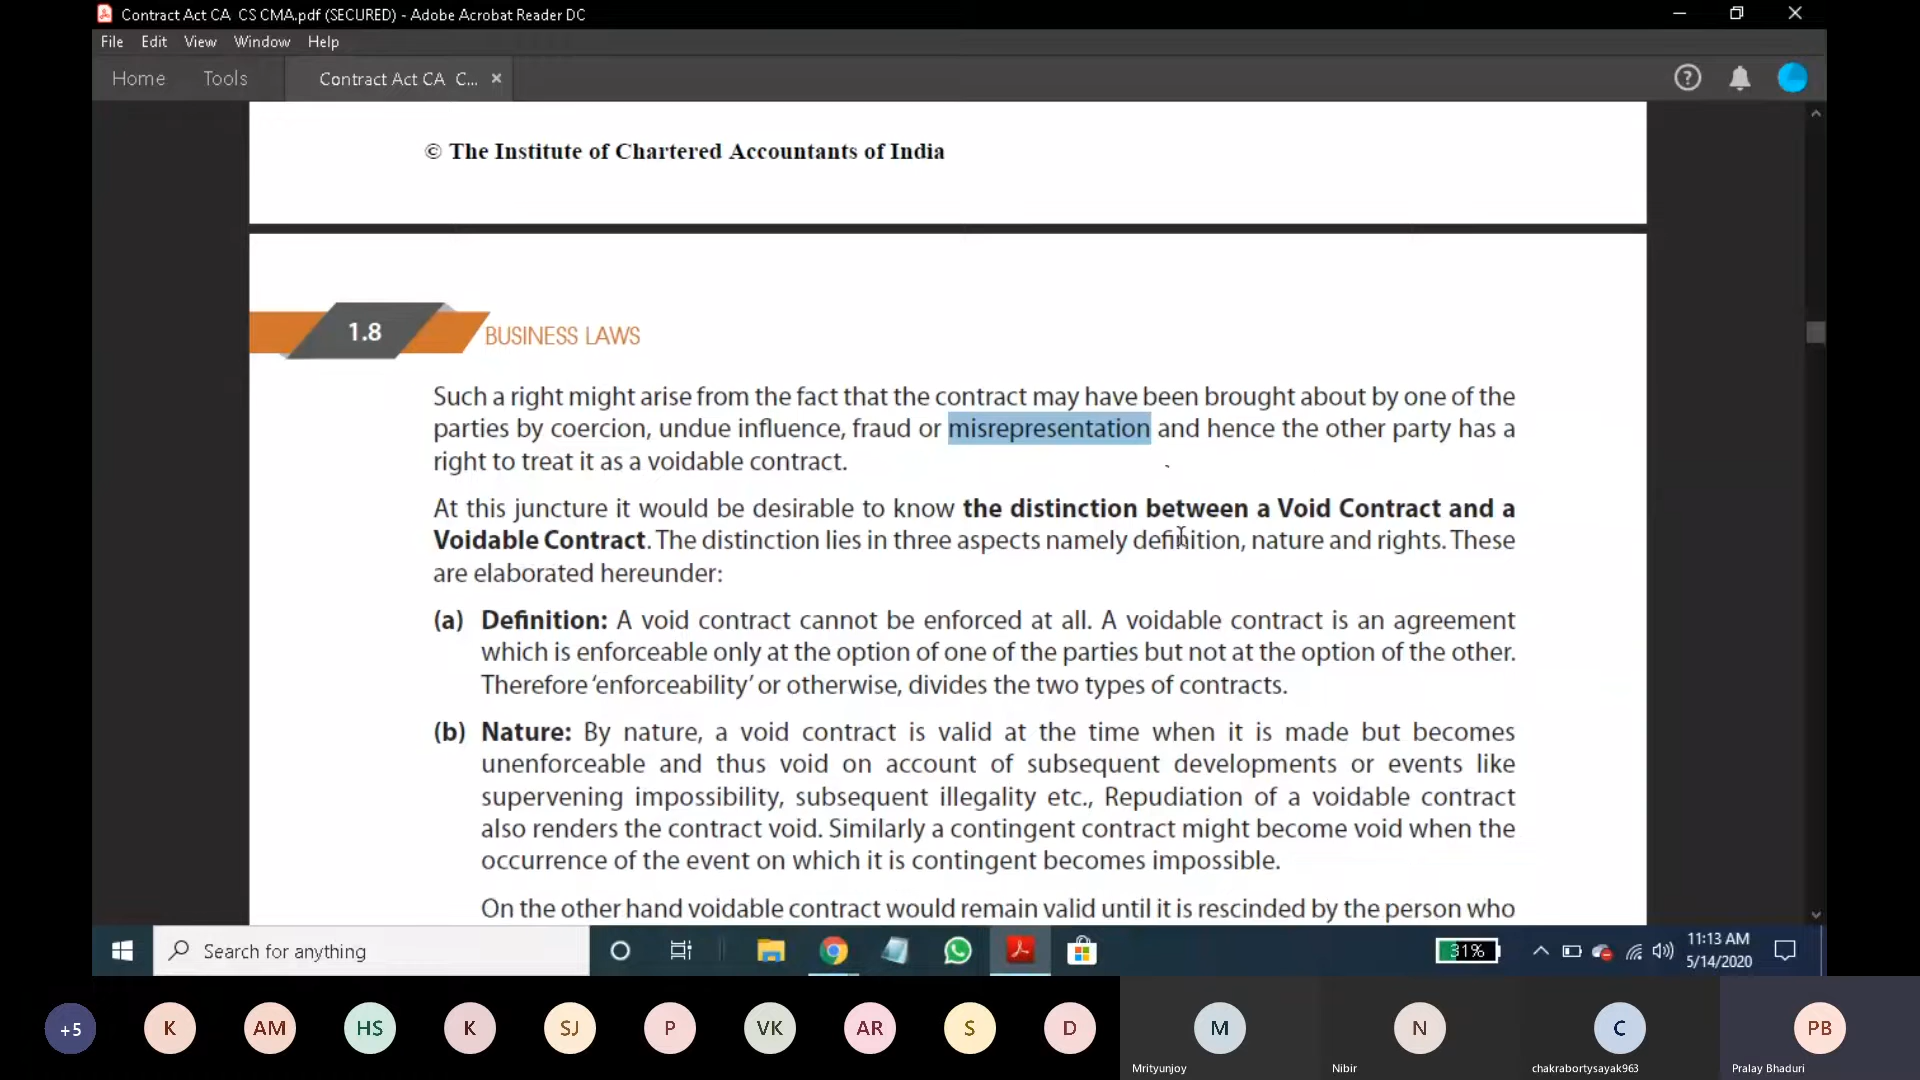 Contract Act CA CS CMA.pdf (SECURED) - Adobe Acrobat Reader DC
File Edit View Window Help
Home Tools Contract Act CA C... ×
© The Institute of Chartered Accountants of India
1.8 BUSINESS LAWS
Such a right might arise from the fact that the contract may have been brought about by one of the
parties by coercion, undue influence, fraud or misrepresentation and hence the other party has a
right to treat it as a voidable contract.
At this juncture it would be desirable to know the distinction between a Void Contract and a
Voidable Contract. The distinction lies in three aspects namely definition, nature and rights. These
are elaborated hereunder:
(a) Definition: A void contract cannot be enforced at all. A voidable contract is an agreement
which is enforceable only at the option of one of the parties but not at the option of the other.
Therefore ‘enforceability’ or otherwise, divides the two types of contracts.
(b) Nature: By nature, a void contract is valid at the time when it is made but becomes
unenforceable and thus void on account of subsequent developments or events like
supervening impossibility, subsequent illegality etc., Repudiation of a voidable contract
also renders the contract void. Similarly a contingent contract might become void when the
occurrence of the event on which it is contingent becomes impossible.
On the other hand voidable contract would remain valid until it is rescinded by the person who
Search for anything
31%
11:13 AM
5/14/2020
+5 K AM HS K SJ P VK AR S D M N C PB
Mrityunjoy Nibir chakrabortysayak963 Pralay Bhaduri